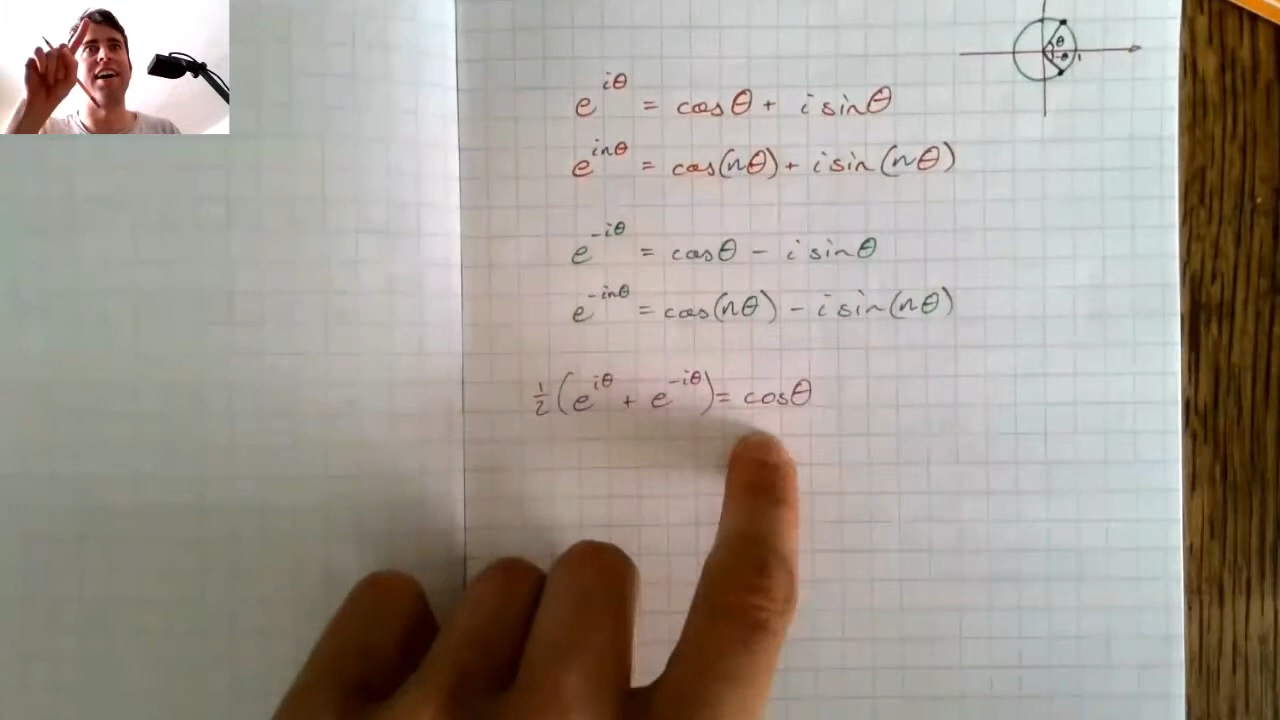 θ
-θ
1
e^{iθ} = cosθ + i sinθ
e^{inθ} = cos(nθ) + i sin(nθ)
e^{-iθ} = cosθ - i sinθ
e^{-inθ} = cos(nθ) - i sin(nθ)
½(e^{iθ} + e^{-iθ}) = cosθ